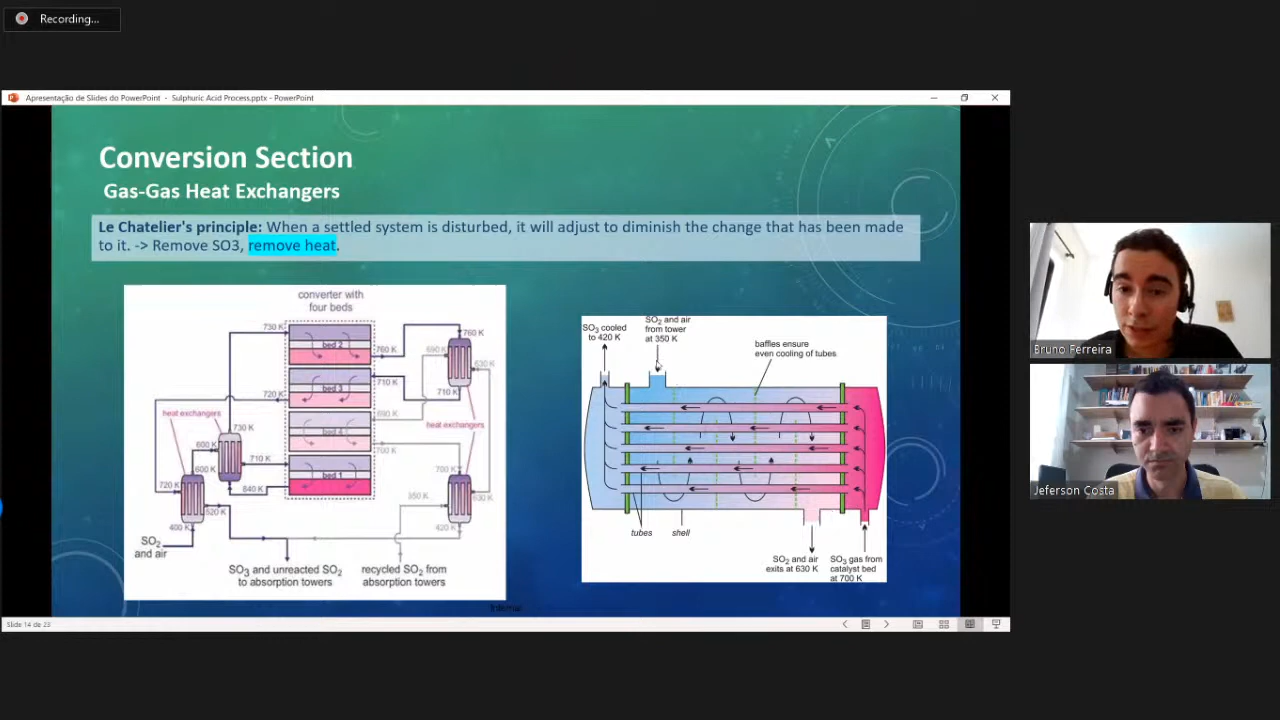 Recording...
Apresentação de Slides do PowerPoint - Sulphuric Acid Process.pptx - PowerPoint
Conversion Section
Gas-Gas Heat Exchangers
Le Chatelier's principle: When a settled system is disturbed, it will adjust to diminish the change that has been made
to it. -> Remove SO3, remove heat.
converter with
four beds
730 K
bed 2
760 K
760 K
690 K
630 K
bed 3
710 K
710 K
720 K
690 K
heat exchangers
bed 4
730 K
heat exchangers
600 K
700 K
600 K
710 K
bed 1
700 K
720 K
840 K
350 K
630 K
520 K
400 K
420 K
SO2
and air
SO3 and unreacted SO2
to absorption towers
recycled SO2 from
absorption towers
SO3 cooled
to 420 K
SO2 and air
from tower
at 350 K
baffles ensure
even cooling of tubes
tubes
shell
SO2 and air
exits at 630 K
SO3 gas from
catalyst bed
at 700 K
Internal
Slide 14 de 23
Bruno Ferreira
Jeferson Costa